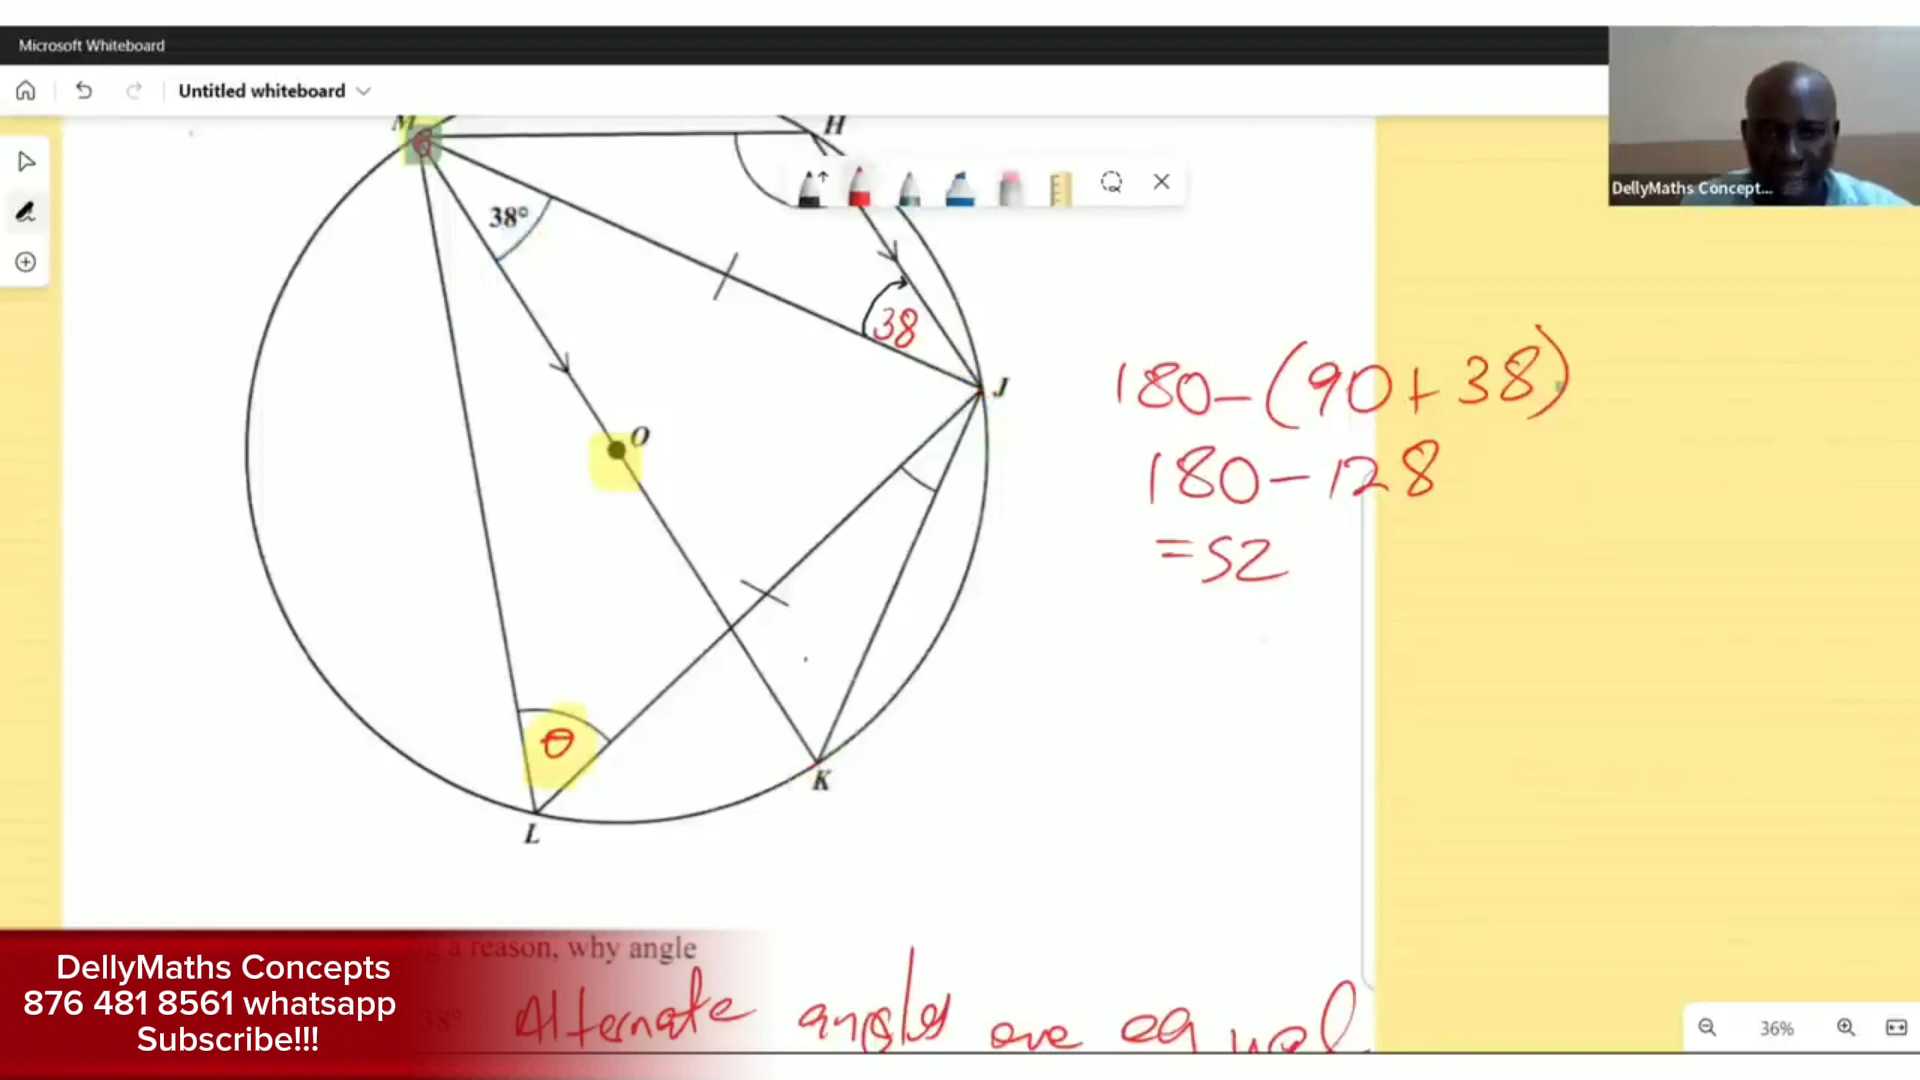 Microsoft Whiteboard
Untitled whiteboard
DellyMaths Concept...
M
H
38°
38
J
180-(90+38)
180-128
=52
O
θ
K
L
a reason, why angle
38°
Alternate angles are equal
DellyMaths Concepts
876 481 8561 whatsapp
Subscribe!!!
36%